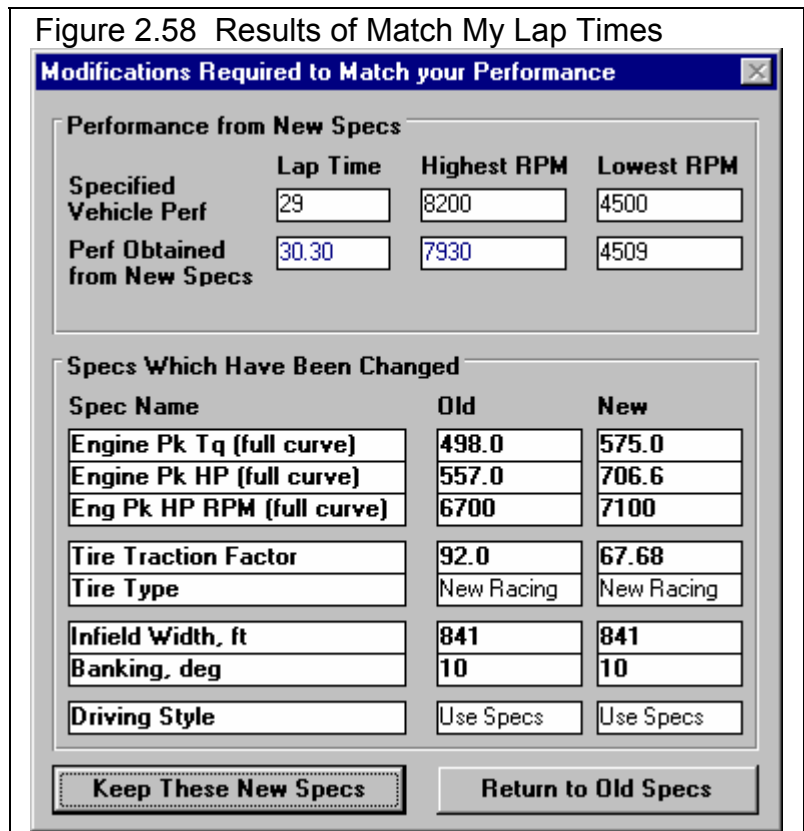 Figure 2.58 Results of Match My Lap Times
Modifications Required to Match your Performance
Performance from New Specs
Lap Time Highest RPM Lowest RPM
Specified
Vehicle Perf 29 8200 4500
Perf Obtained
from New Specs 30.30 7930 4509
Specs Which Have Been Changed
Spec Name Old New
Engine Pk Tq (full curve) 498.0 575.0
Engine Pk HP (full curve) 557.0 706.6
Eng Pk HP RPM (full curve) 6700 7100
Tire Traction Factor 92.0 67.68
Tire Type New Racing New Racing
Infield Width, ft 841 841
Banking, deg 10 10
Driving Style Use Specs Use Specs
Keep These New Specs Return to Old Specs